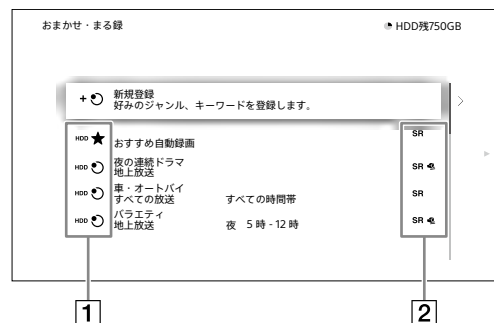 おまかせ・まる録
HDD残750GB
新規登録
好みのジャンル、キーワードを登録します。
HDD おすすめ自動録画 SR
HDD 夜の連続ドラマ SR
地上放送
HDD 車・オートバイ SR
すべての放送 すべての時間帯
HDD バラエティ SR
地上放送 夜 5時-12時
1 2